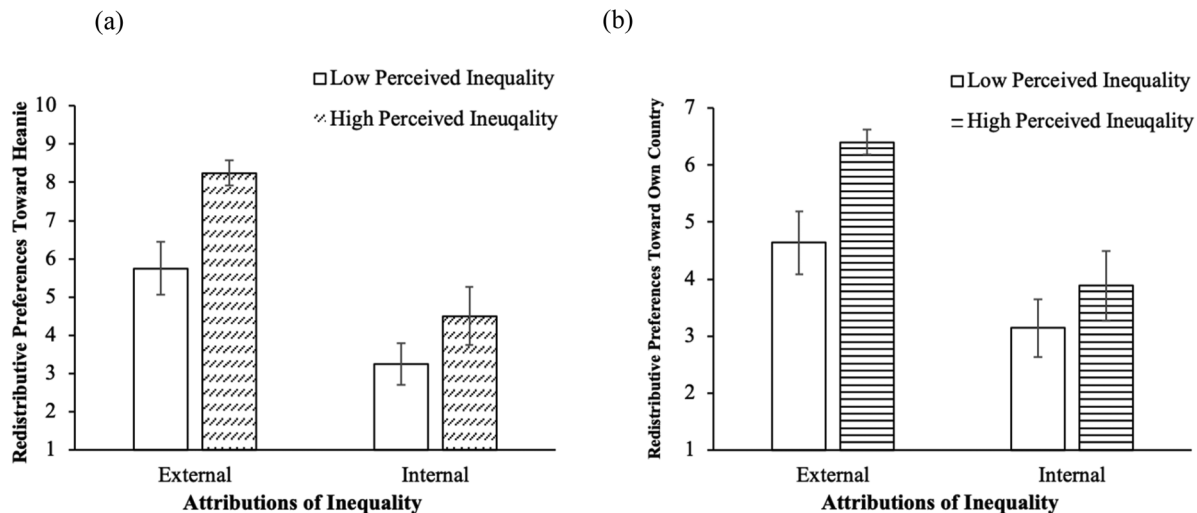 (a)
Low Perceived Inequality
High Perceived Ineuqality
Redistributive Preferences Toward Heanie
10
9
8
7
6
5
4
3
2
1
External
Internal
Attributions of Inequality
(b)
Low Perceived Inequality
High Perceived Ineuqality
Redistributive Preferences Toward Own Country
7
6
5
4
3
2
1
External
Internal
Attributions of Inequality